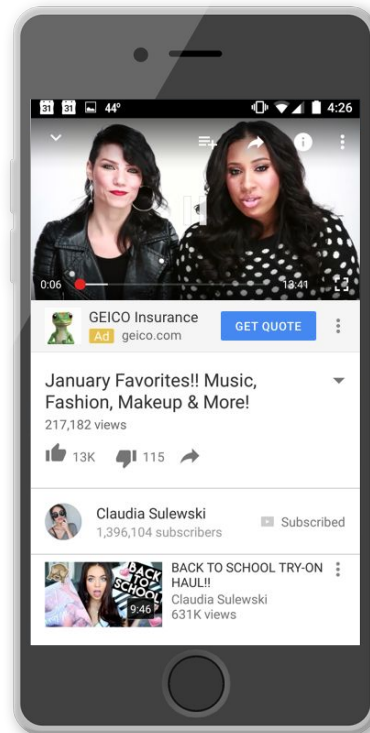 31 31 44° 4:26
0:06 13:41
GEICO Insurance
Ad geico.com
GET QUOTE
January Favorites!! Music,
Fashion, Makeup & More!
217,182 views
13K 115
Claudia Sulewski
1,396,104 subscribers
Subscribed
BACK
TO
SCHOOL
9:46
BACK TO SCHOOL TRY-ON
HAUL!!
Claudia Sulewski
631K views